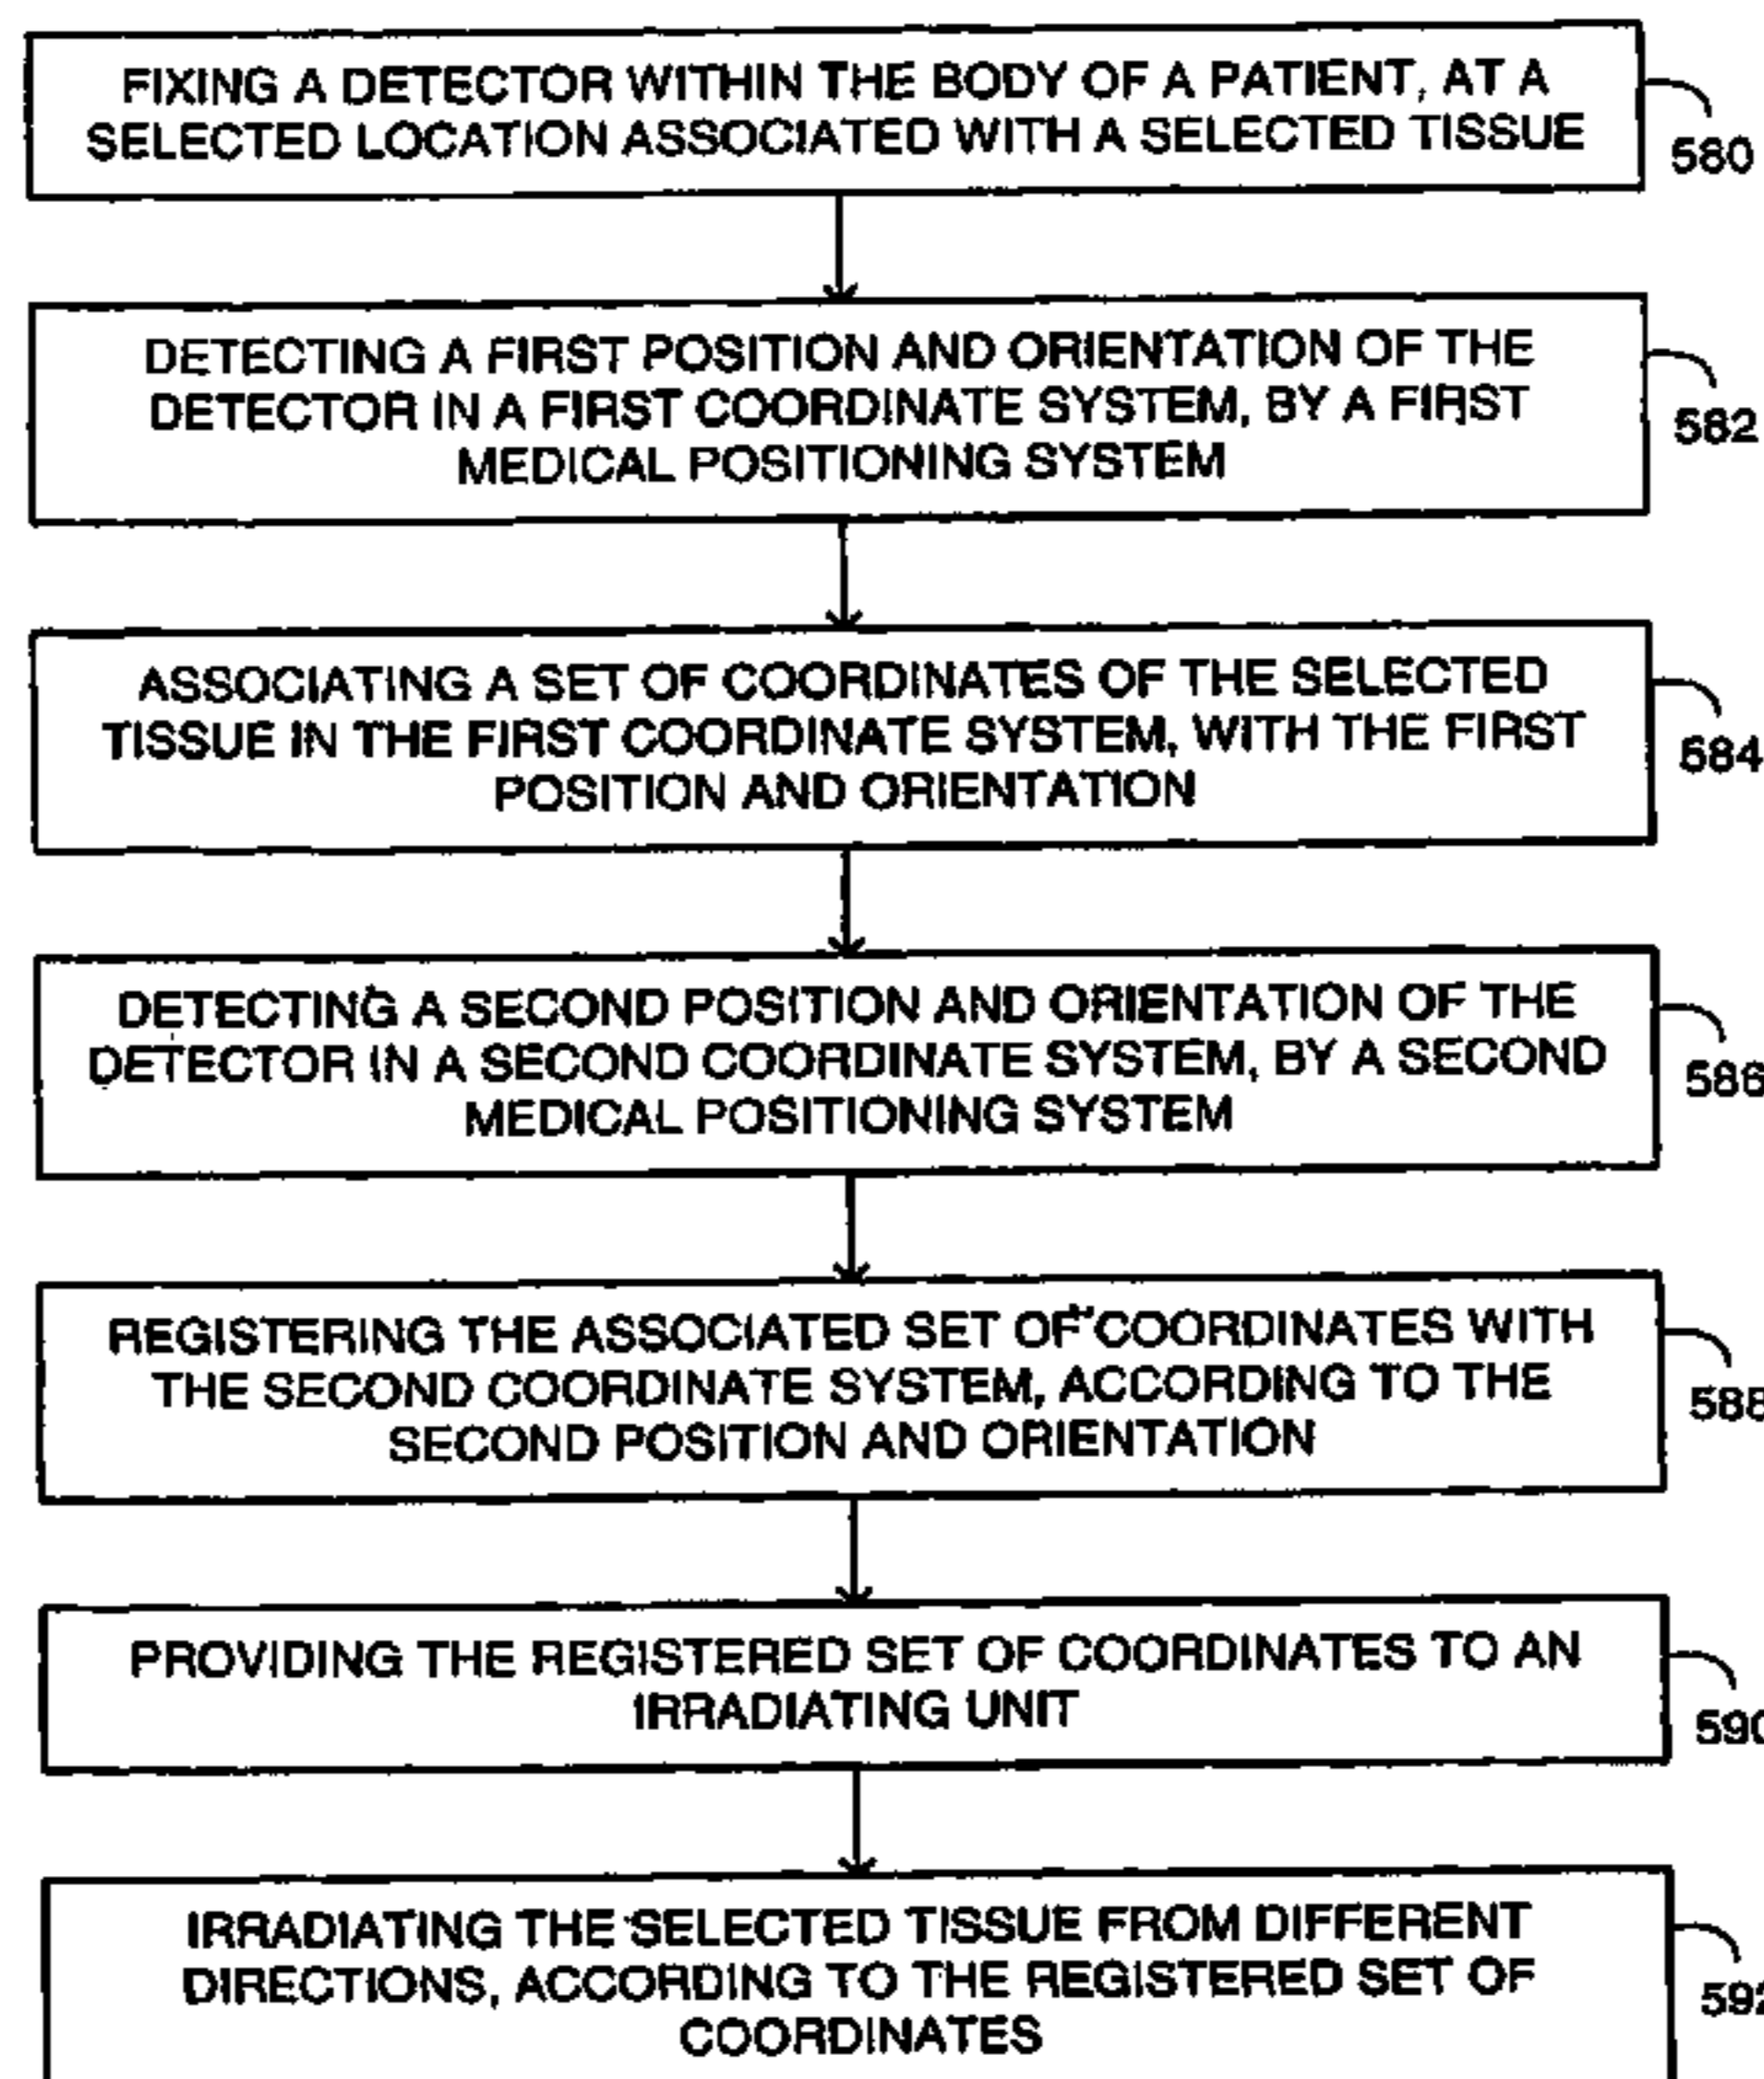 FIXING A DETECTOR WITHIN THE BODY OF A PATIENT, AT A
SELECTED LOCATION ASSOCIATED WITH A SELECTED TISSUE
580
DETECTING A FIRST POSITION AND ORIENTATION OF THE
DETECTOR IN A FIRST COORDINATE SYSTEM, BY A FIRST
MEDICAL POSITIONING SYSTEM
582
ASSOCIATING A SET OF COORDINATES OF THE SELECTED
TISSUE IN THE FIRST COORDINATE SYSTEM, WITH THE FIRST
POSITION AND ORIENTATION
584
DETECTING A SECOND POSITION AND ORIENTATION OF THE
DETECTOR IN A SECOND COORDINATE SYSTEM, BY A SECOND
MEDICAL POSITIONING SYSTEM
586
REGISTERING THE ASSOCIATED SET OF COORDINATES WITH
THE SECOND COORDINATE SYSTEM, ACCORDING TO THE
SECOND POSITION AND ORIENTATION
588
PROVIDING THE REGISTERED SET OF COORDINATES TO AN
IRRADIATING UNIT
590
IRRADIATING THE SELECTED TISSUE FROM DIFFERENT
DIRECTIONS, ACCORDING TO THE REGISTERED SET OF
COORDINATES
592